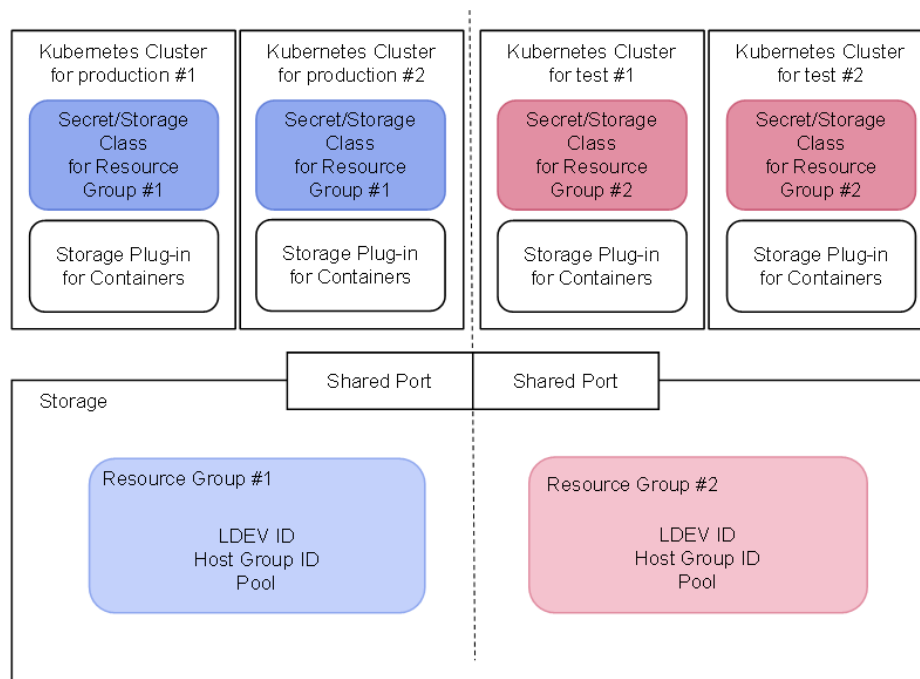 Kubernetes Cluster
for production #1
Secret/Storage
Class
for Resource
Group #1
Storage Plug-in
for Containers
Kubernetes Cluster
for production #2
Secret/Storage
Class
for Resource
Group #1
Storage Plug-in
for Containers
Kubernetes Cluster
for test #1
Secret/Storage
Class
for Resource
Group #2
Storage Plug-in
for Containers
Kubernetes Cluster
for test #2
Secret/Storage
Class
for Resource
Group #2
Storage Plug-in
for Containers
Shared Port
Shared Port
Storage
Resource Group #1
LDEV ID
Host Group ID
Pool
Resource Group #2
LDEV ID
Host Group ID
Pool